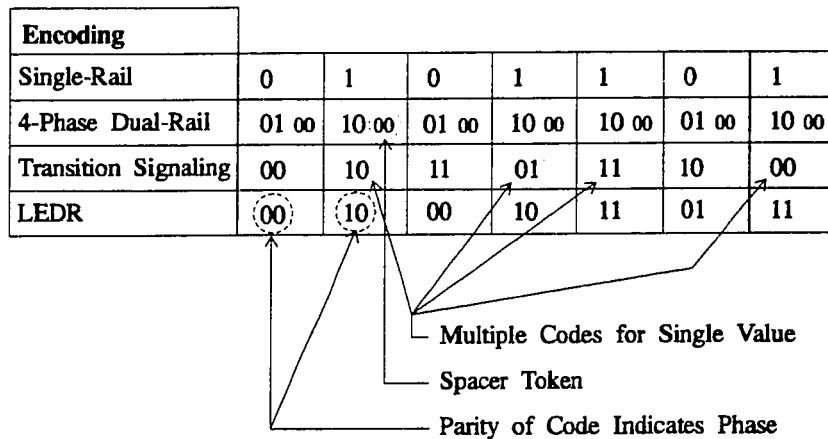 Encoding
Single-Rail 0 1 0 1 1 0 1
4-Phase Dual-Rail 01 00 10 00 01 00 10 00 10 00 01 00 10 00
Transition Signaling 00 10 11 01 11 10 00
LEDR 00 10 00 10 11 01 11
Multiple Codes for Single Value
Spacer Token
Parity of Code Indicates Phase